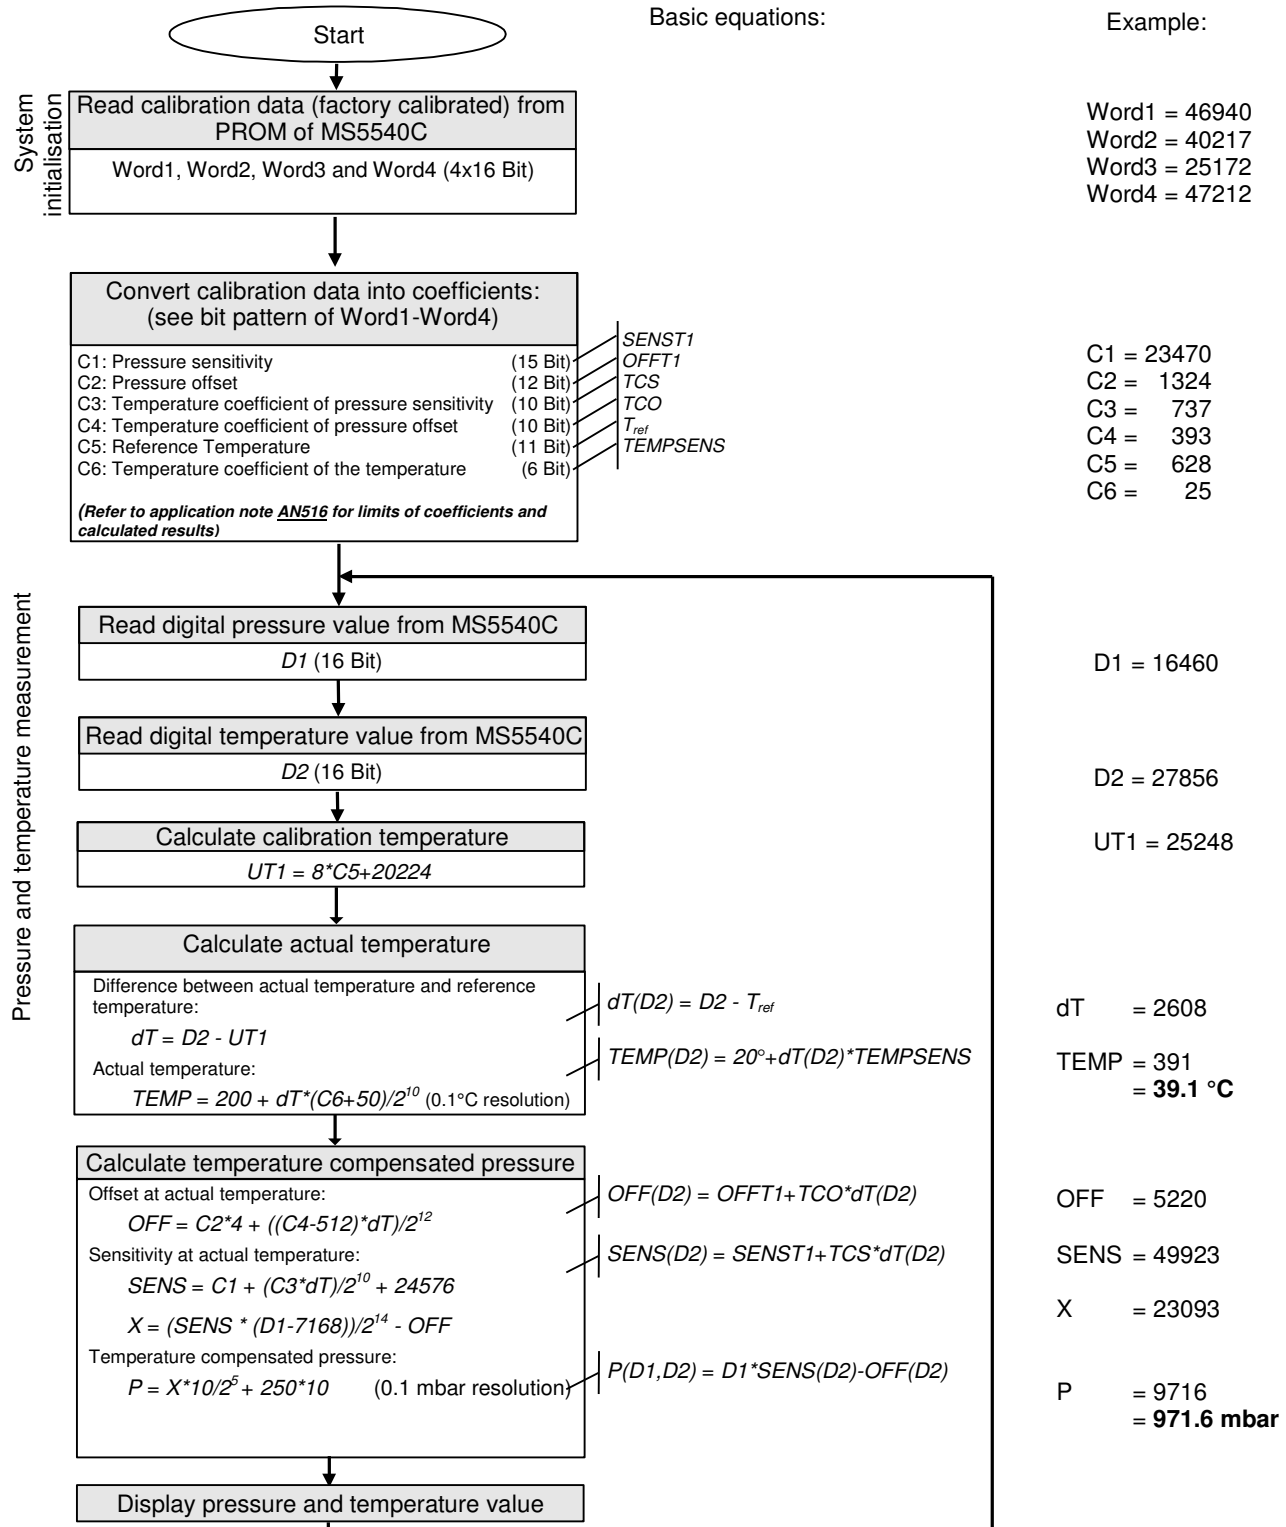 Basic equations:
Example:
Start
System
initialisation
Read calibration data (factory calibrated) from
PROM of MS5540C
Word1, Word2, Word3 and Word4 (4x16 Bit)
Word1 = 46940
Word2 = 40217
Word3 = 25172
Word4 = 47212
Convert calibration data into coefficients:
(see bit pattern of Word1-Word4)
C1: Pressure sensitivity (15 Bit) SENST1
C2: Pressure offset (12 Bit) OFFT1
C3: Temperature coefficient of pressure sensitivity (10 Bit) TCS
C4: Temperature coefficient of pressure offset (10 Bit) TCO
C5: Reference Temperature (11 Bit) Tref
C6: Temperature coefficient of the temperature (6 Bit) TEMPSENS
(Refer to application note AN516 for limits of coefficients and
calculated results)
C1 = 23470
C2 = 1324
C3 = 737
C4 = 393
C5 = 628
C6 = 25
Pressure and temperature measurement
Read digital pressure value from MS5540C
D1 (16 Bit)
D1 = 16460
Read digital temperature value from MS5540C
D2 (16 Bit)
D2 = 27856
Calculate calibration temperature
UT1 = 8*C5+20224
UT1 = 25248
Calculate actual temperature
Difference between actual temperature and reference
temperature:
dT = D2 - UT1
dT(D2) = D2 - Tref
dT = 2608
Actual temperature:
TEMP = 200 + dT*(C6+50)/2^10 (0.1°C resolution)
TEMP(D2) = 20°+dT(D2)*TEMPSENS
TEMP = 391
= 39.1 °C
Calculate temperature compensated pressure
Offset at actual temperature:
OFF = C2*4 + ((C4-512)*dT)/2^12
OFF(D2) = OFFT1+TCO*dT(D2)
OFF = 5220
Sensitivity at actual temperature:
SENS = C1 + (C3*dT)/2^10 + 24576
SENS(D2) = SENST1+TCS*dT(D2)
SENS = 49923
X = (SENS * (D1-7168))/2^14 - OFF
X = 23093
Temperature compensated pressure:
P = X*10/2^5 + 250*10 (0.1 mbar resolution)
P(D1,D2) = D1*SENS(D2)-OFF(D2)
P = 9716
= 971.6 mbar
Display pressure and temperature value